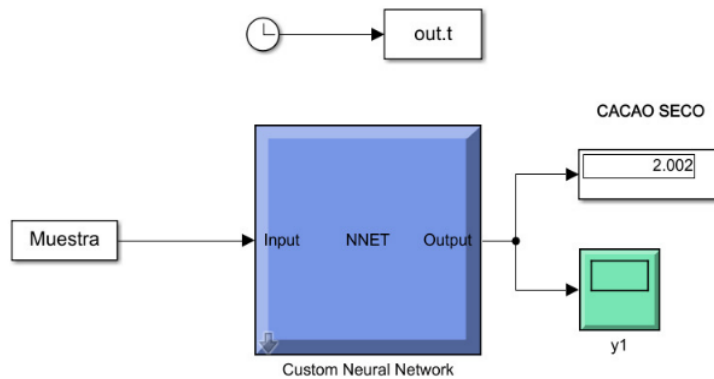 out.t
CACAO SECO
2.002
Muestra
Input NNET Output
y1
Custom Neural Network